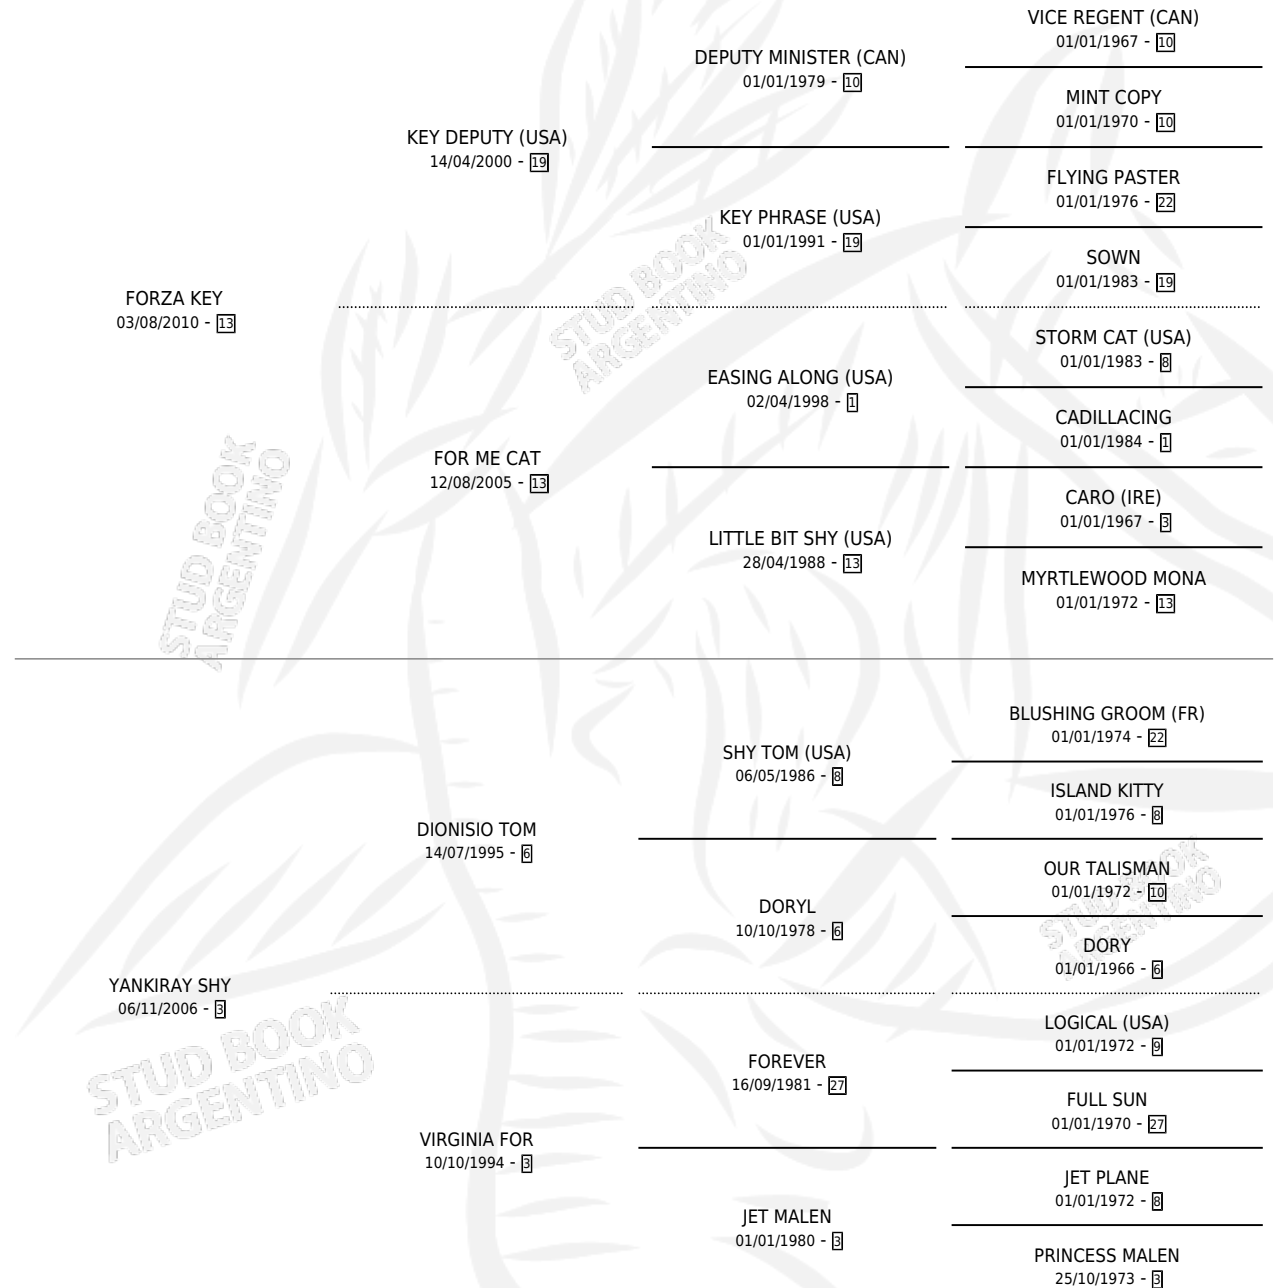 VICE REGENT (CAN)
01/01/1967 - 10
DEPUTY MINISTER (CAN)
01/01/1979 - 10
MINT COPY
01/01/1970 - 10
KEY DEPUTY (USA)
14/04/2000 - 19
FLYING PASTER
01/01/1976 - 22
KEY PHRASE (USA)
01/01/1991 - 19
SOWN
01/01/1983 - 19
FORZA KEY
03/08/2010 - 13
STORM CAT (USA)
01/01/1983 - 8
EASING ALONG (USA)
02/04/1998 - 1
CADILLACING
01/01/1984 - 1
FOR ME CAT
12/08/2005 - 13
CARO (IRE)
01/01/1967 - 3
LITTLE BIT SHY (USA)
28/04/1988 - 13
MYRTLEWOOD MONA
01/01/1972 - 13
BLUSHING GROOM (FR)
01/01/1974 - 22
SHY TOM (USA)
06/05/1986 - 8
ISLAND KITTY
01/01/1976 - 8
DIONISIO TOM
14/07/1995 - 6
OUR TALISMAN
01/01/1972 - 10
DORYL
10/10/1978 - 6
DORY
01/01/1966 - 6
YANKIRAY SHY
06/11/2006 - 3
LOGICAL (USA)
01/01/1972 - 9
FOREVER
16/09/1981 - 27
FULL SUN
01/01/1970 - 27
VIRGINIA FOR
10/10/1994 - 3
JET PLANE
01/01/1972 - 8
JET MALEN
01/01/1980 - 3
PRINCESS MALEN
25/10/1973 - 3
STUD BOOK
ARGENTINO
STUD BOOK
ARGENTINO
STUD BOOK
ARGENTINO
STUD BOOK
ARGENTINO